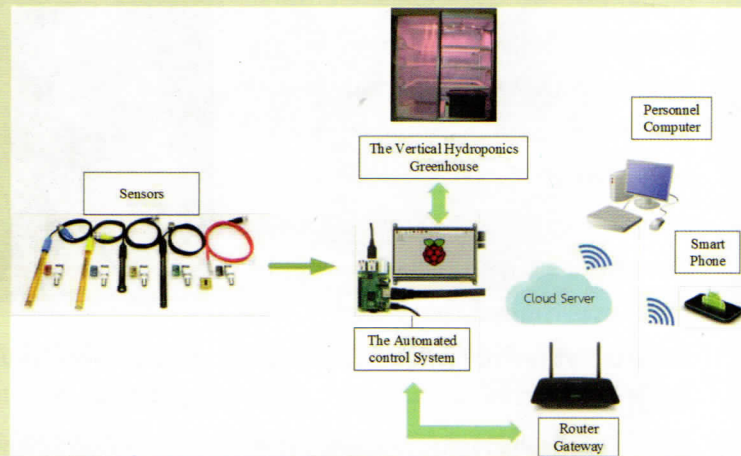 The Vertical Hydroponics
Greenhouse
Personnel
Computer
Sensors
Smart
Phone
Cloud Server
The Automated
control System
Router
Gateway